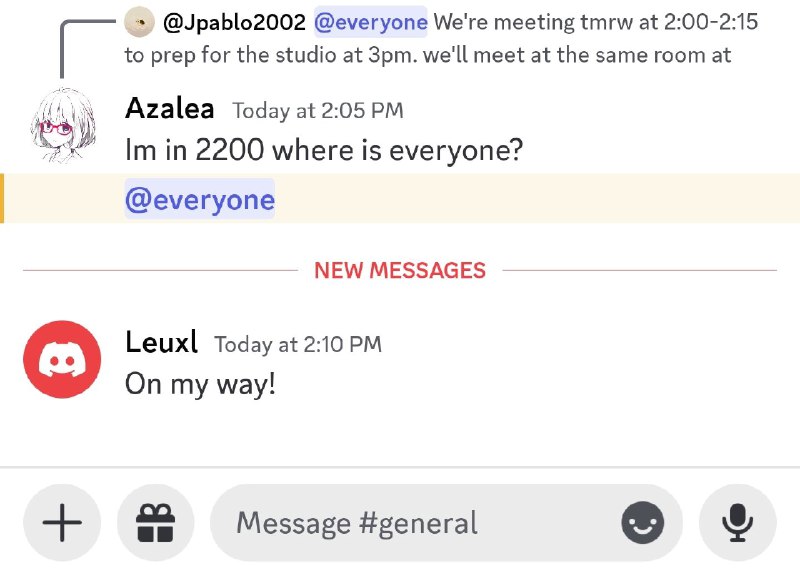 @Jpablo2002 @everyone We're meeting tmrw at 2:00-2:15
to prep for the studio at 3pm. we'll meet at the same room at
Azalea Today at 2:05 PM
Im in 2200 where is everyone?
@everyone
NEW MESSAGES
Leuxl Today at 2:10 PM
On my way!
Message #general